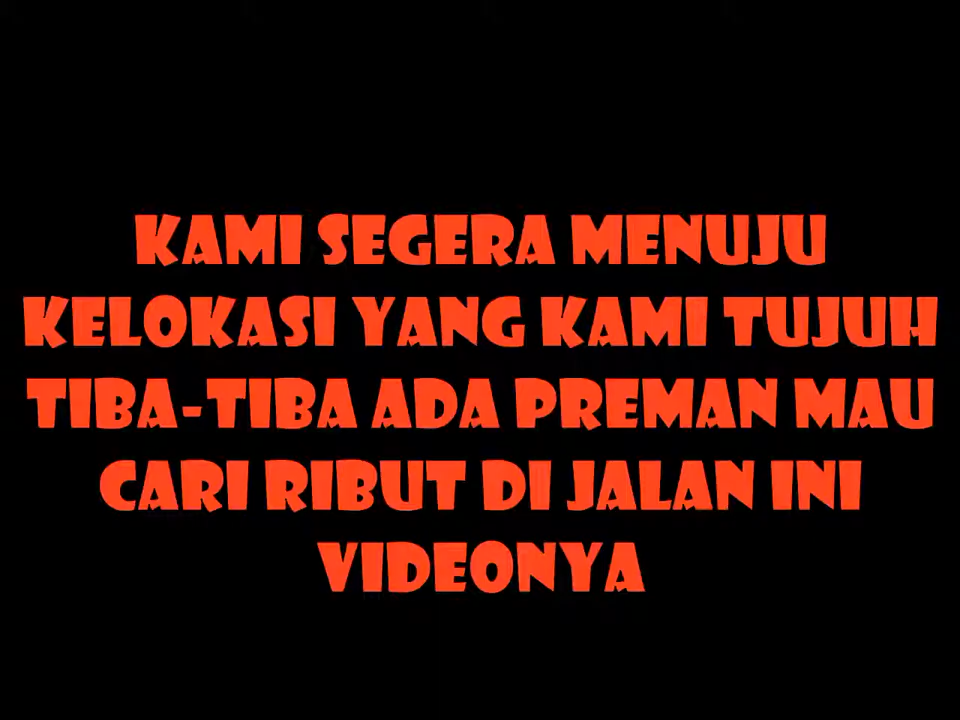 KAMI SEGERA MENUJU
KELOKASI YANG KAMI TUJUH
TIBA-TIBA ADA PREMAN MAU
CARI RIBUT DI JALAN INI
VIDEONYA